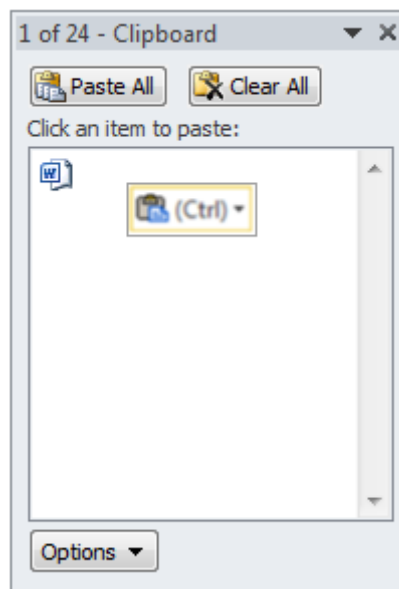 1 of 24 - Clipboard
Paste All Clear All
Click an item to paste:
W
(Ctrl)
Options